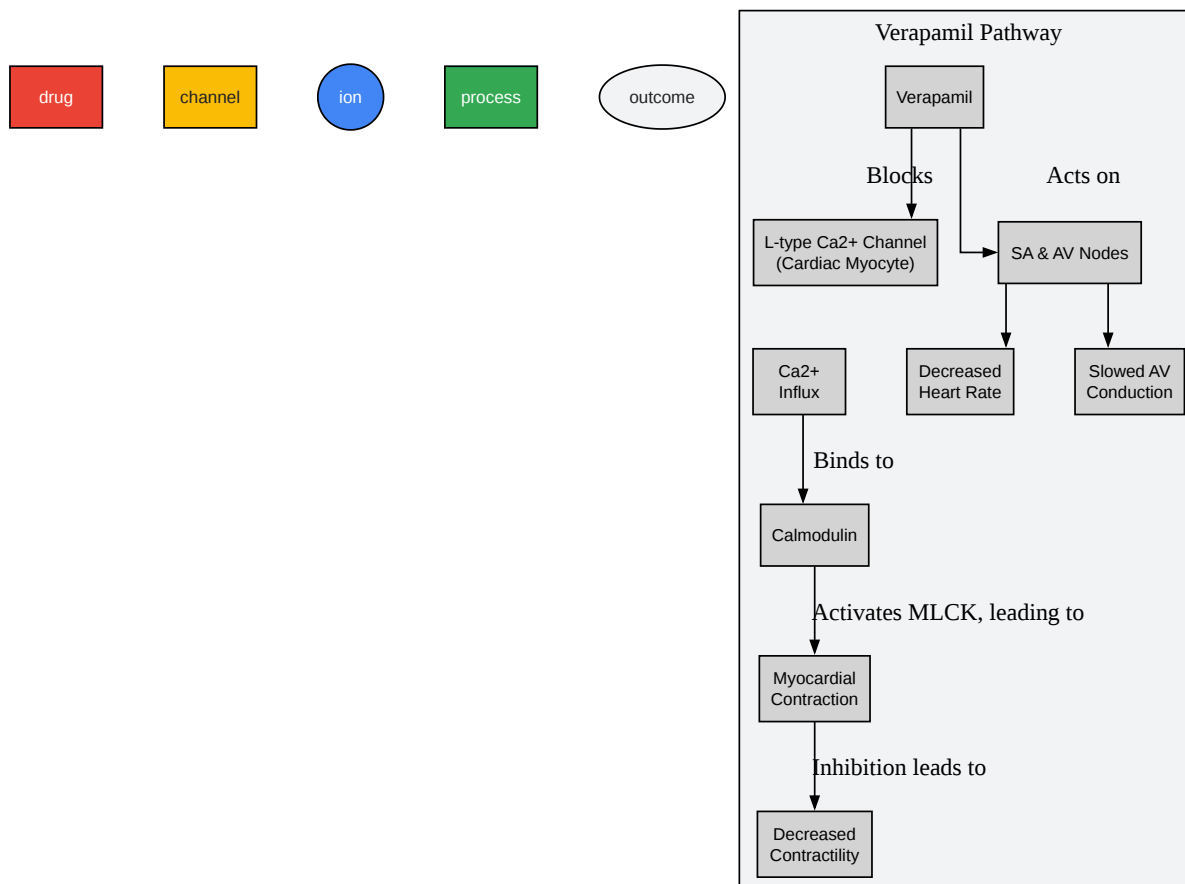 Verapamil Pathway
drug
channel
ion
process
outcome
Verapamil
Blocks
Acts on
L-type Ca2+ Channel
(Cardiac Myocyte)
SA & AV Nodes
Ca2+
Influx
Decreased
Heart Rate
Slowed AV
Conduction
Binds to
Calmodulin
Activates MLCK, leading to
Myocardial
Contraction
Inhibition leads to
Decreased
Contractility